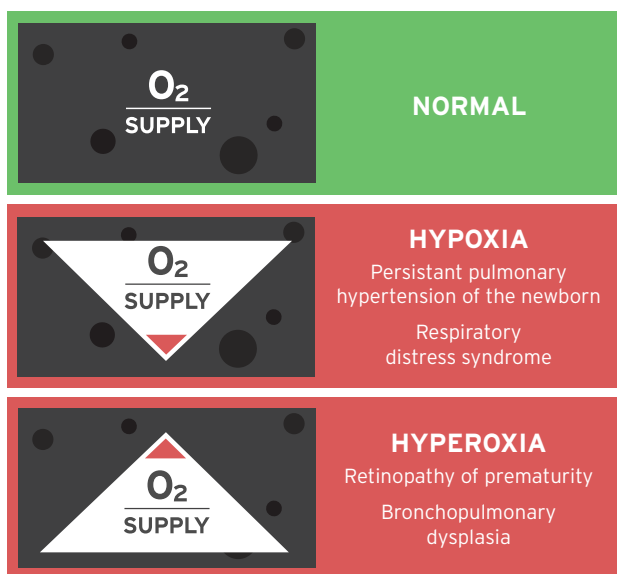 O₂
SUPPLY
NORMAL
O₂
SUPPLY
HYPOXIA
Persistant pulmonary
hypertension of the newborn
Respiratory
distress syndrome
O₂
SUPPLY
HYPEROXIA
Retinopathy of prematurity
Bronchopulmonary
dysplasia